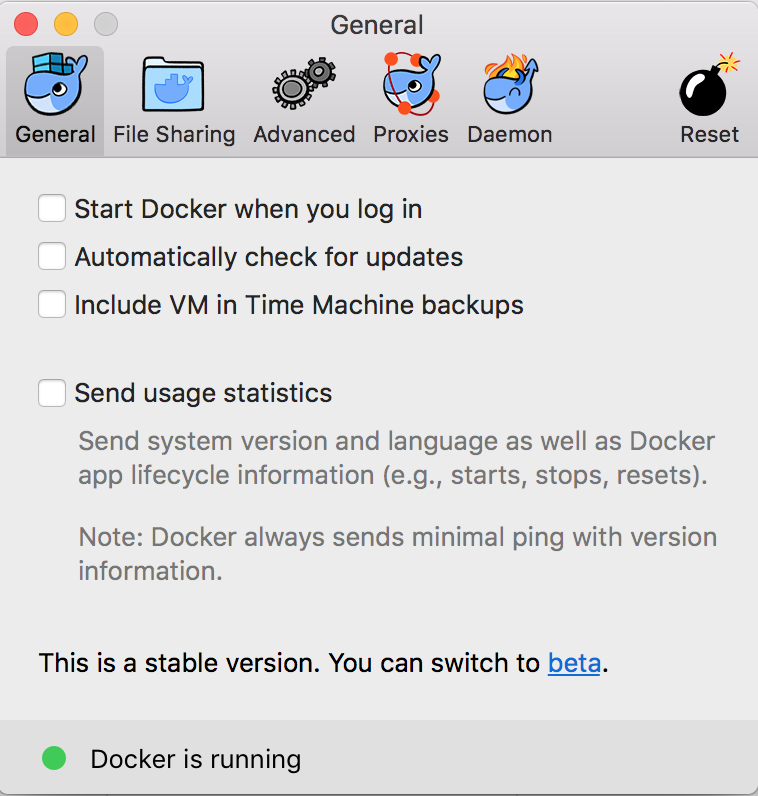 General
General
File Sharing
Advanced
Proxies
Daemon
Reset
Start Docker when you log in
Automatically check for updates
Include VM in Time Machine backups
Send usage statistics
Send system version and language as well as Docker
app lifecycle information (e.g., starts, stops, resets).
Note: Docker always sends minimal ping with version
information.
This is a stable version. You can switch to beta.
Docker is running